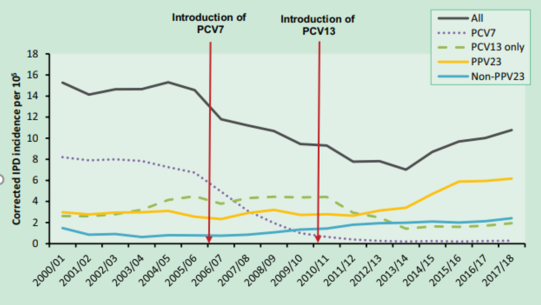 Introduction of
PCV7
Introduction of
PCV13
All
PCV7
PCV13 only
PPV23
Non-PPV23
Corrected IPD incidence per 10⁵
18
16
14
12
10
8
6
4
2
0
2000/01
2001/02
2002/03
2003/04
2004/05
2005/06
2006/07
2007/08
2008/09
2009/10
2010/11
2011/12
2012/13
2013/14
2014/15
2015/16
2016/17
2017/18